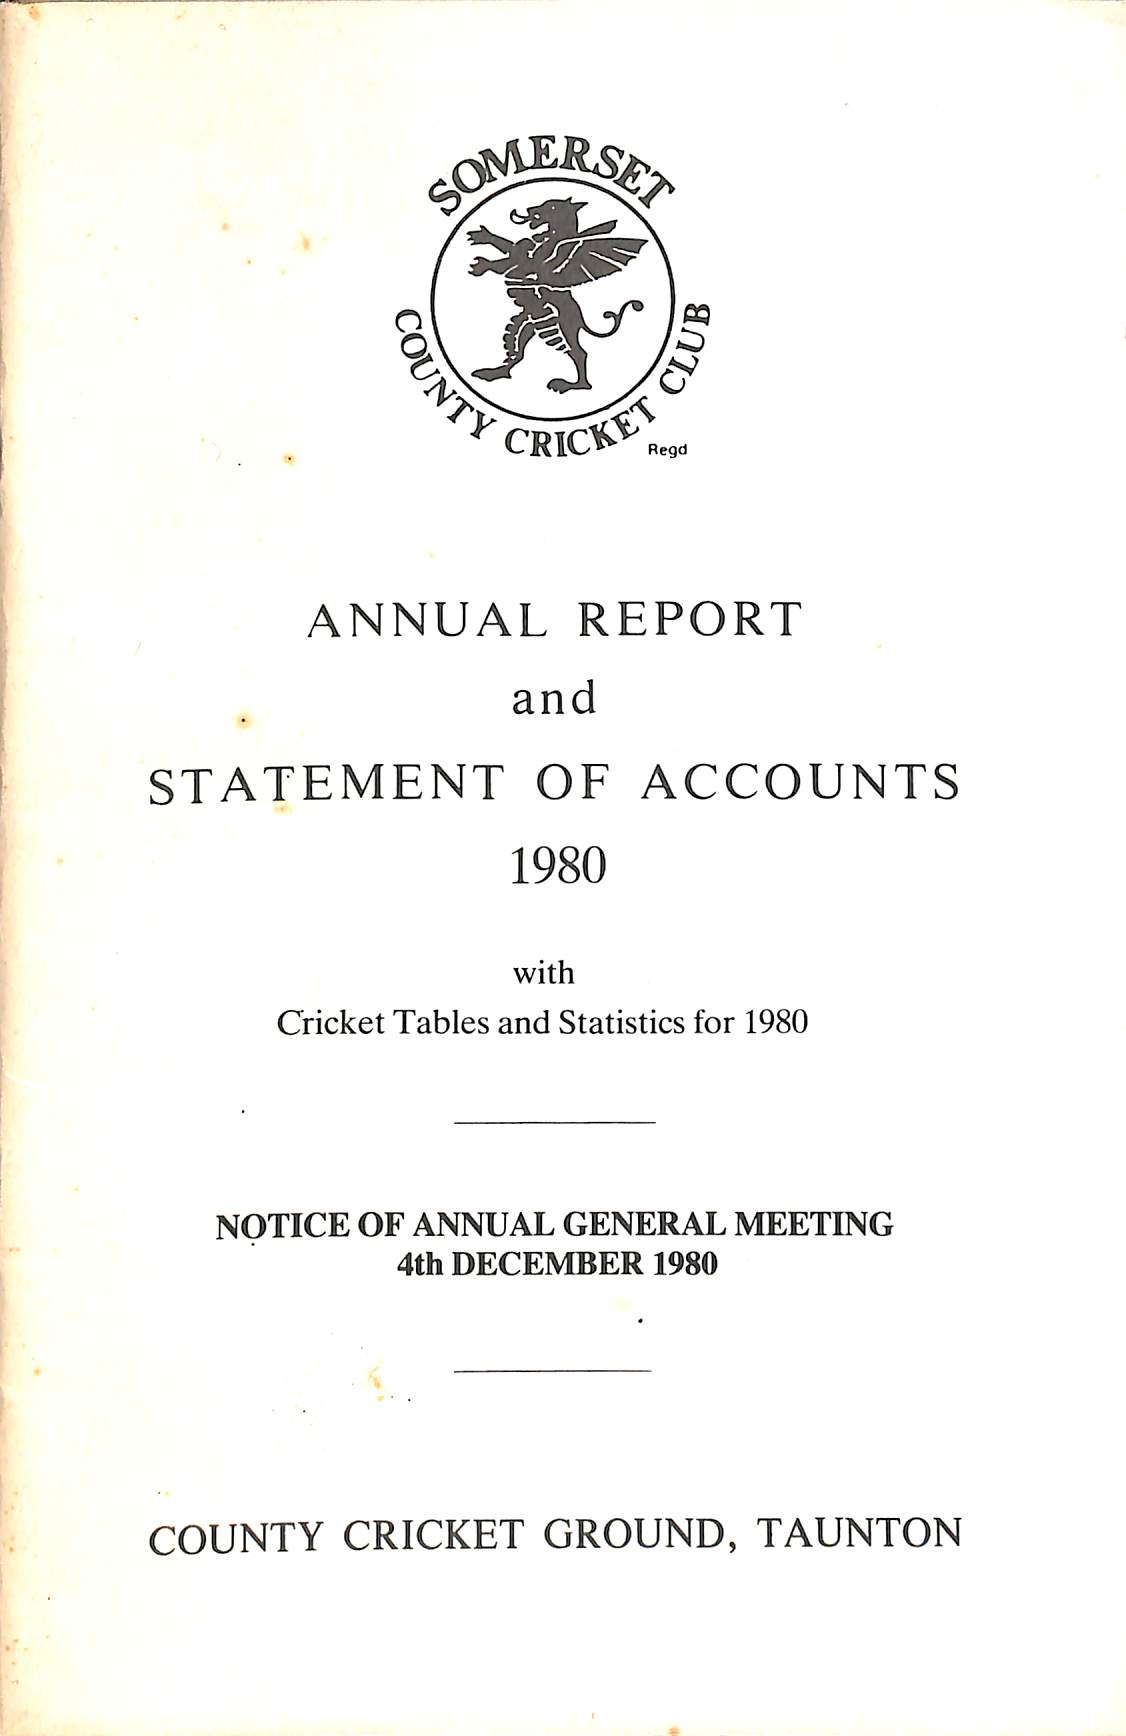 SOMERSET
COUNTY CRICKET CLUB
Regd
ANNUAL REPORT
and
STATEMENT OF ACCOUNTS
1980
with
Cricket Tables and Statistics for 1980
NOTICE OF ANNUAL GENERAL MEETING
4th DECEMBER 1980
COUNTY CRICKET GROUND, TAUNTON